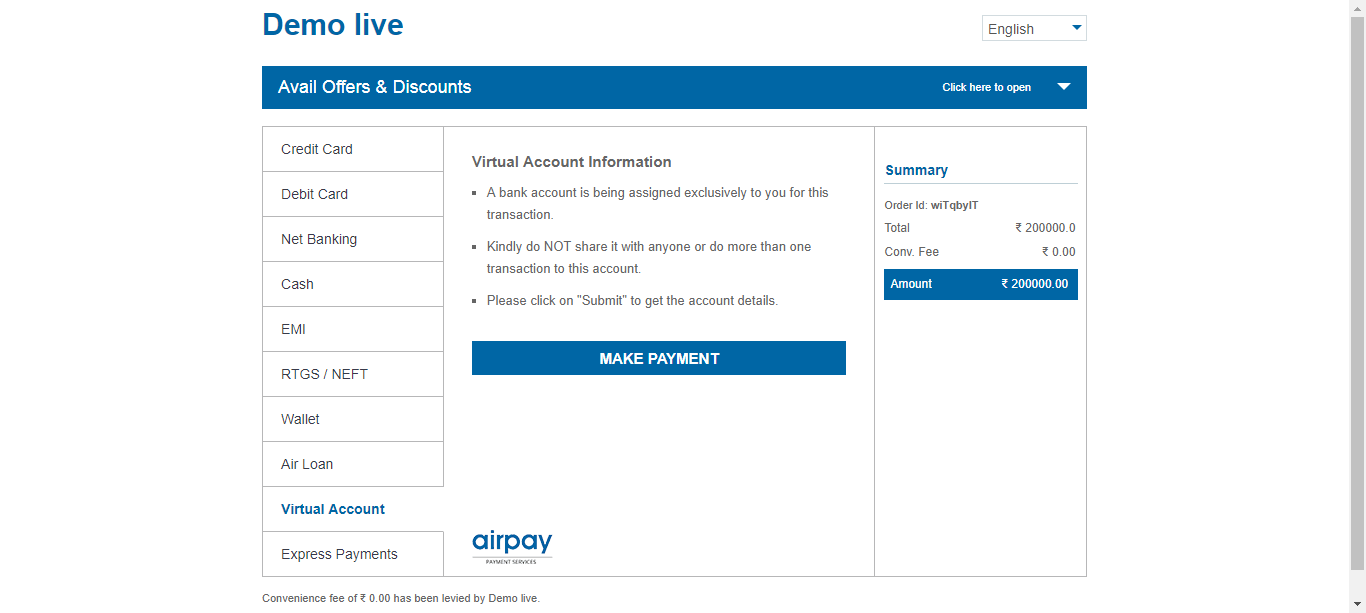 Demo live
English
Avail Offers & Discounts
Click here to open
Credit Card
Debit Card
Net Banking
Cash
EMI
RTGS / NEFT
Wallet
Air Loan
Virtual Account
Express Payments
Virtual Account Information
A bank account is being assigned exclusively to you for this
transaction.
Kindly do NOT share it with anyone or do more than one
transaction to this account.
Please click on "Submit" to get the account details.
MAKE PAYMENT
airpay
PAYMENT SERVICES
Summary
Order Id: wiTqbyIT
Total ₹ 200000.0
Conv. Fee ₹ 0.00
Amount ₹ 200000.00
Convenience fee of ₹ 0.00 has been levied by Demo live.